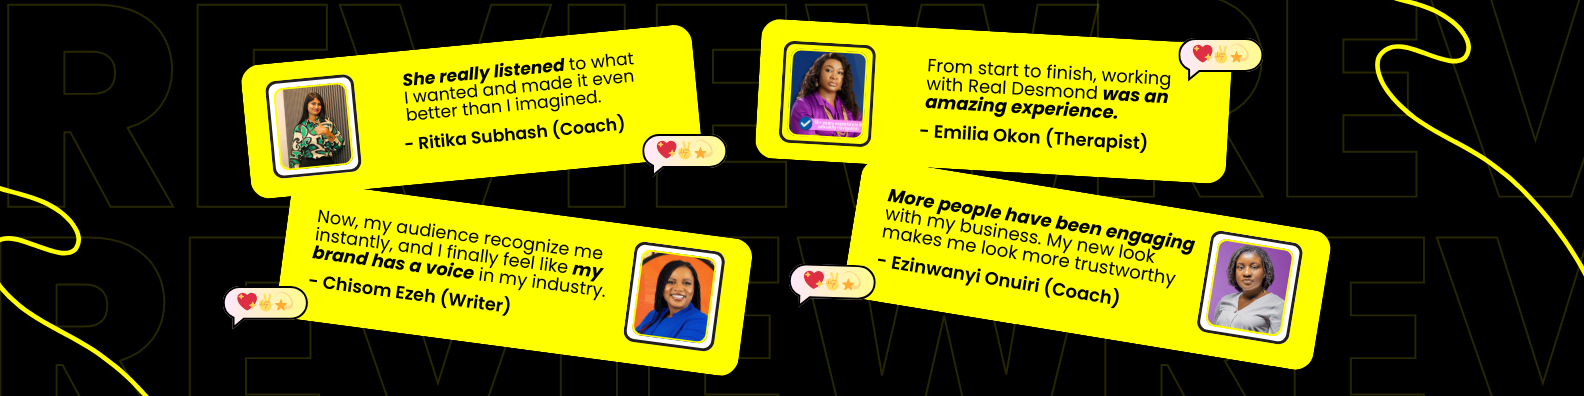 REVIEW REVIEW REV
She really listened to what
I wanted and made it even
better than I imagined.
- Ritika Subhash (Coach)
From start to finish, working
with Real Desmond was an
amazing experience.
- Emilia Okon (Therapist)
Now, my audience recognize me
instantly, and I finally feel like my
brand has a voice in my industry.
- Chisom Ezeh (Writer)
More people have been engaging
with my business. My new look
makes me look more trustworthy
- Ezinwanyi Onuiri (Coach)